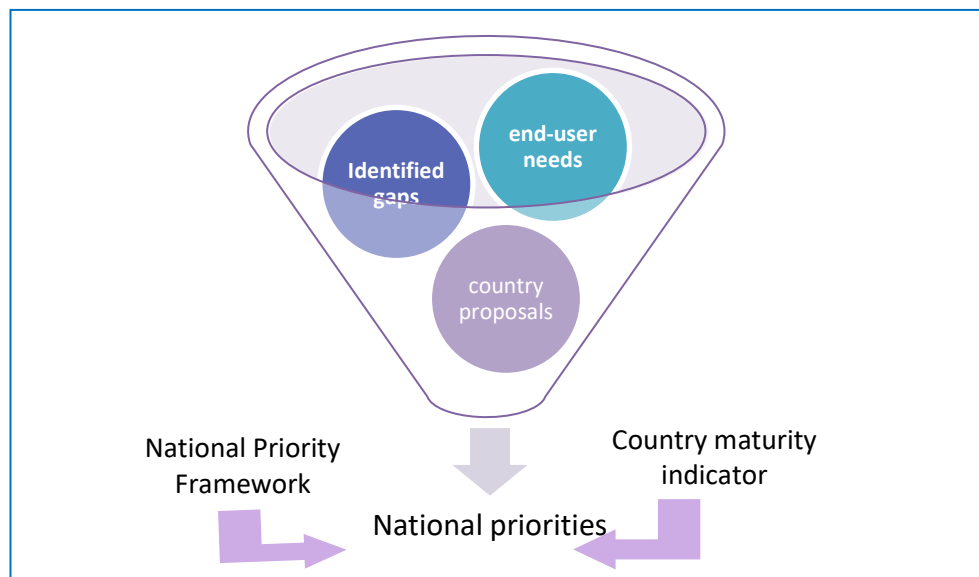 end-user
needs
Identified
gaps
country
proposals
National Priority
Framework
Country maturity
indicator
National priorities